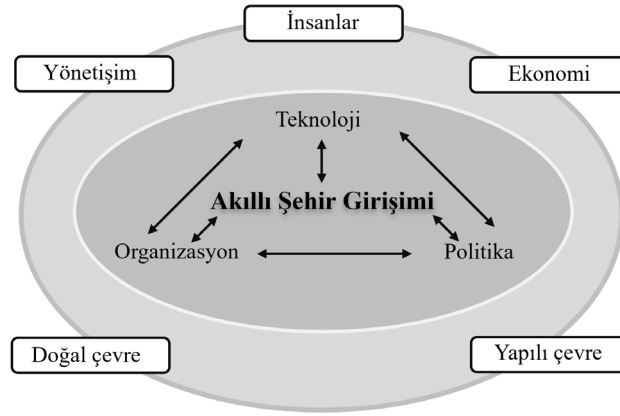 İnsanlar
Yönetişim
Ekonomi
Teknoloji
Akıllı Şehir Girişimi
Organizasyon
Politika
Doğal çevre
Yapılı çevre